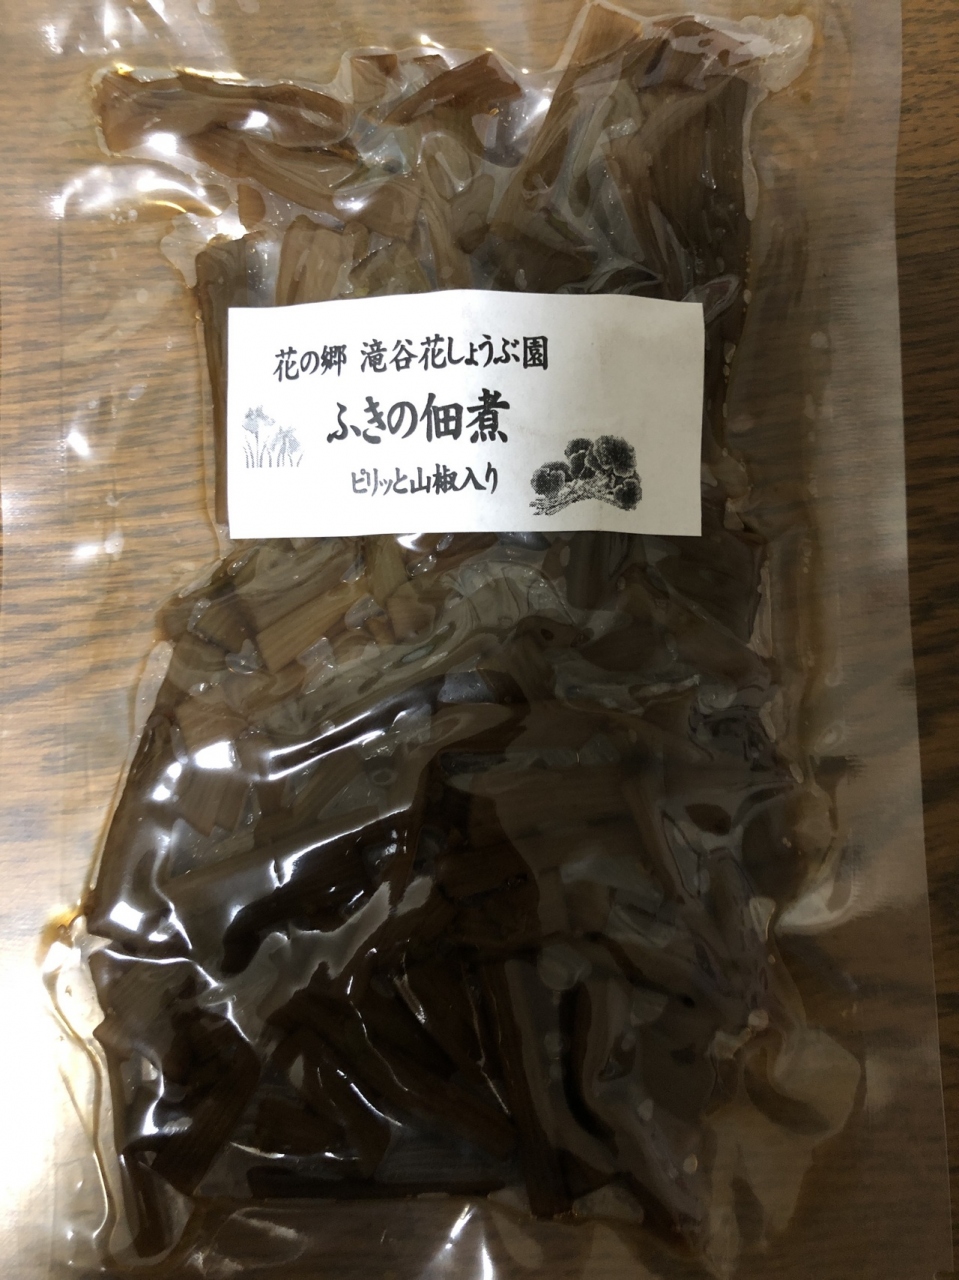 花の郷 滝谷花しょうぶ園
ふきの佃煮
ピリッと山椒入り